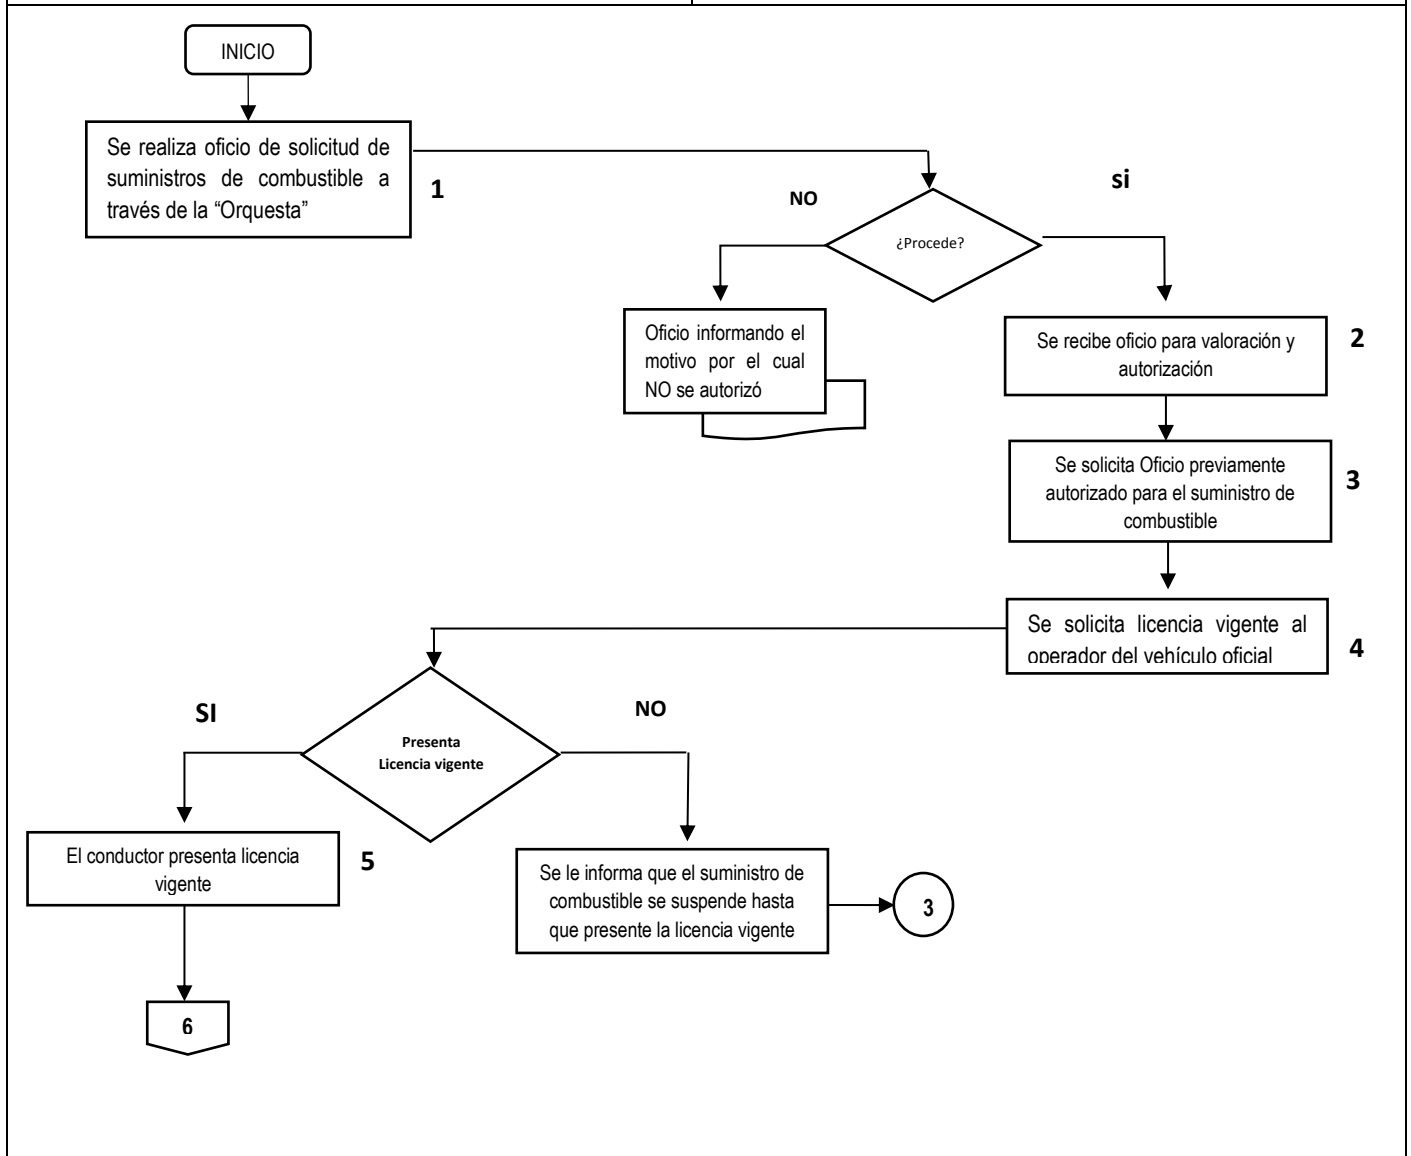 INICIO
Se realiza oficio de solicitud de
suministros de combustible a
través de la “Orquesta”
1
NO
si
¿Procede?
Oficio informando el
motivo por el cual
NO se autorizó
Se recibe oficio para valoración y
autorización
2
Se solicita Oficio previamente
autorizado para el suministro de
combustible
3
Se solicita licencia vigente al
operador del vehículo oficial
4
SI
NO
Presenta
Licencia vigente
El conductor presenta licencia
vigente
5
Se le informa que el suministro de
combustible se suspende hasta
que presente la licencia vigente
3
6